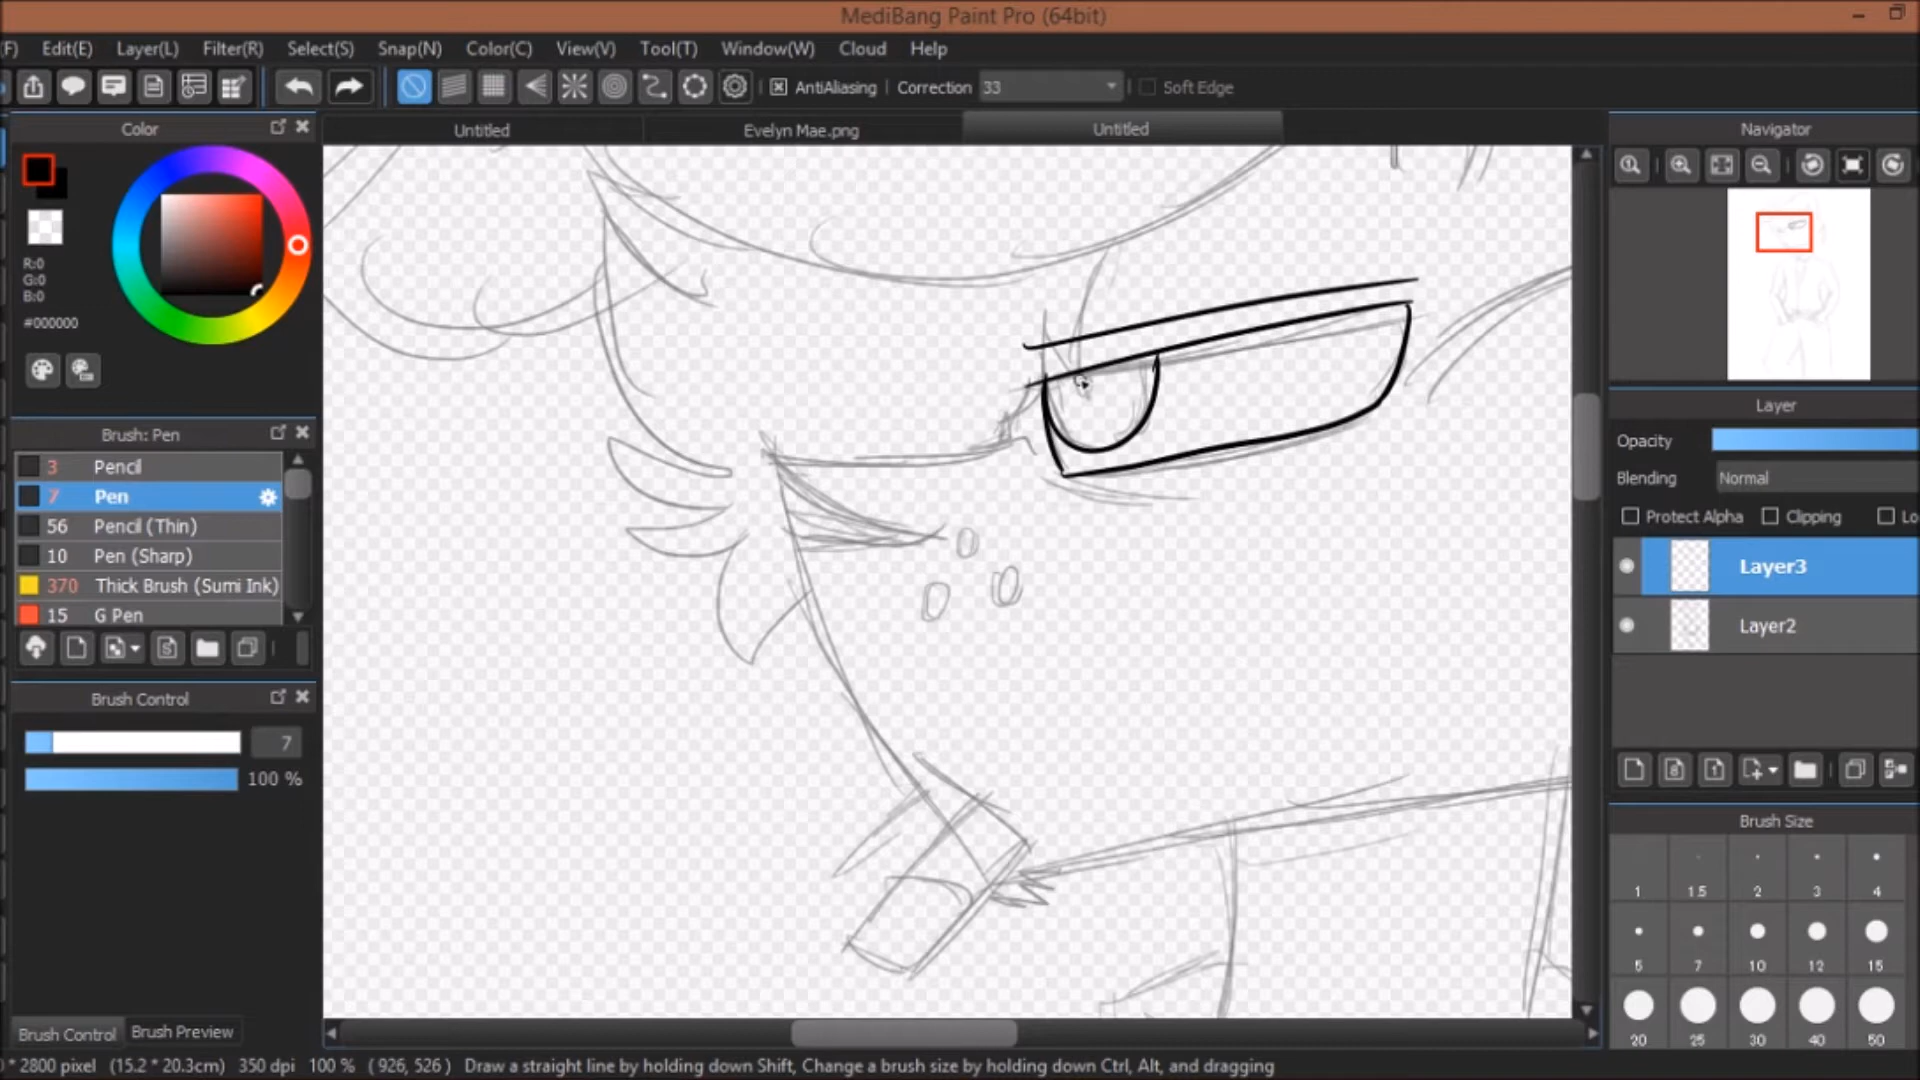 MediBang Paint Pro (64bit)
(F) Edit(E) Layer(L) Filter(R) Select(S) Snap(N) Color(C) View(V) Tool(T) Window(W) Cloud Help
AntiAliasing Correction 33 Soft Edge
Color
Untitled Evelyn Mae.png Untitled
Navigator
R:0
G:0
B:0
#000000
Layer
Opacity
Blending Normal
Protect Alpha Clipping Lo
Layer3
Layer2
Brush: Pen
3 Pencil
7 Pen
56 Pencil (Thin)
10 Pen (Sharp)
370 Thick Brush (Sumi Ink)
15 G Pen
Brush Control
7
100 %
Brush Size
1 1.5 2 3 4
5 7 10 12 15
20 25 30 40 50
Brush Control Brush Preview
* 2800 pixel (15.2 * 20.3cm) 350 dpi 100 % ( 926, 526 ) Draw a straight line by holding down Shift, Change a brush size by holding down Ctrl, Alt, and dragging